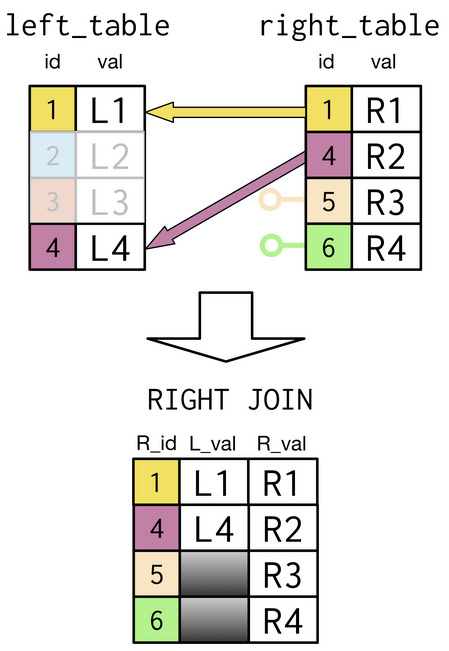 left_table right_table
id val id val
1 L1 1 R1
2 L2 4 R2
3 L3 5 R3
4 L4 6 R4
RIGHT JOIN
R_id L_val R_val
1 L1 R1
4 L4 R2
5 R3
6 R4